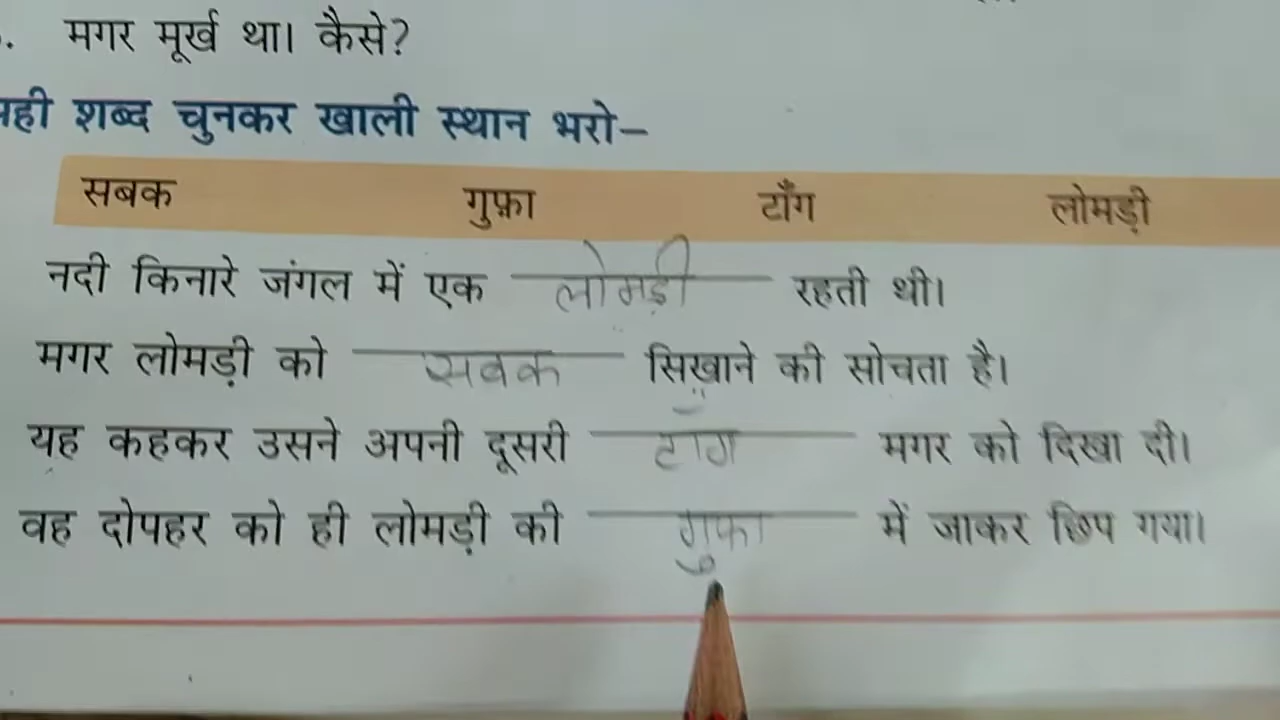 . मगर मूर्ख था। कैसे?
सही शब्द चुनकर खाली स्थान भरो–
सबक गुफ़ा टाँग लोमड़ी
नदी किनारे जंगल में एक लोमड़ी रहती थी।
मगर लोमड़ी को सबक सिखाने की सोचता है।
यह कहकर उसने अपनी दूसरी टाँग मगर को दिखा दी।
वह दोपहर को ही लोमड़ी की गुफा में जाकर छिप गया।